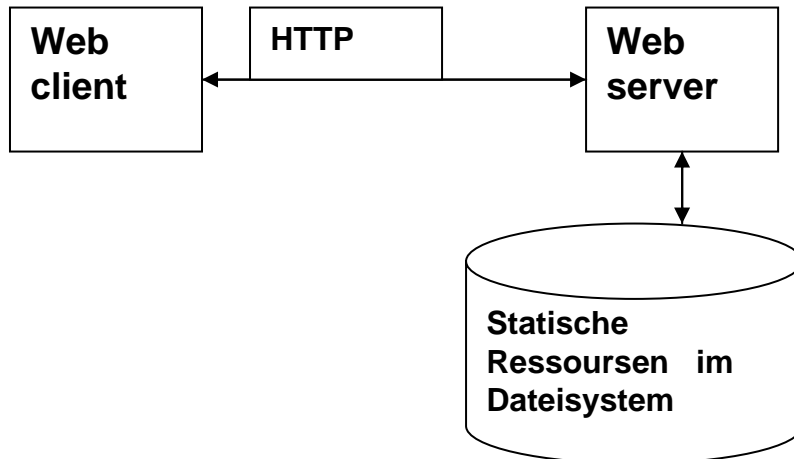 Web
client
HTTP
Web
server
Statische
Ressoursen im
Dateisystem